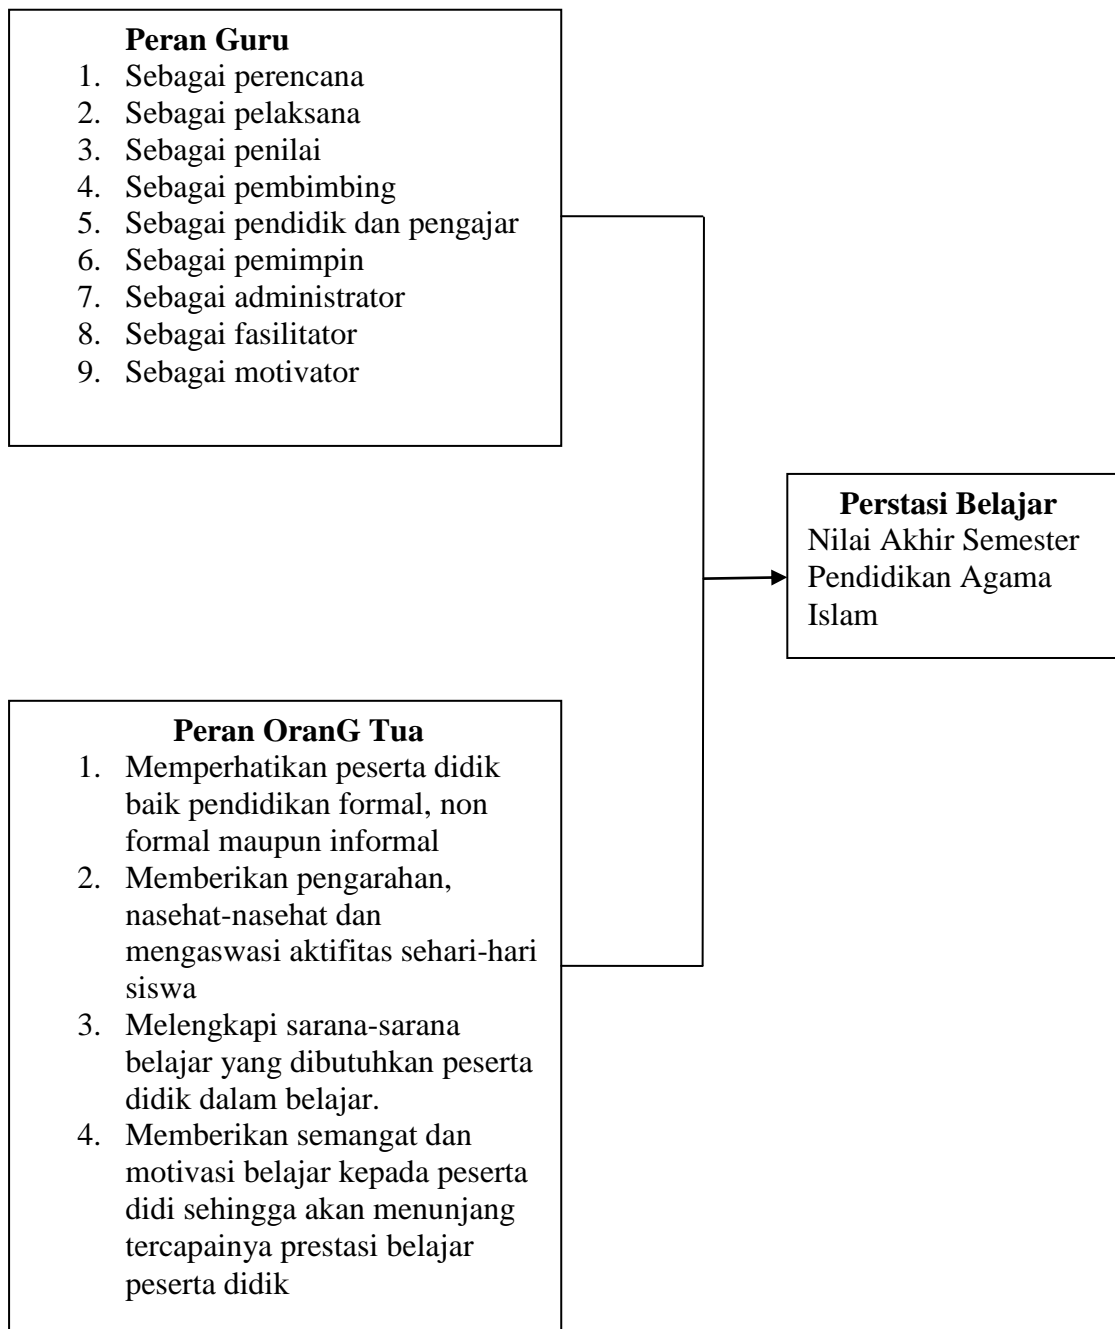 Peran Guru
1. Sebagai perencana
2. Sebagai pelaksana
3. Sebagai penilai
4. Sebagai pembimbing
5. Sebagai pendidik dan pengajar
6. Sebagai pemimpin
7. Sebagai administrator
8. Sebagai fasilitator
9. Sebagai motivator
Perstasi Belajar
Nilai Akhir Semester
Pendidikan Agama
Islam
Peran OranG Tua
1. Memperhatikan peserta didik
baik pendidikan formal, non
formal maupun informal
2. Memberikan pengarahan,
nasehat-nasehat dan
mengaswasi aktifitas sehari-hari
siswa
3. Melengkapi sarana-sarana
belajar yang dibutuhkan peserta
didik dalam belajar.
4. Memberikan semangat dan
motivasi belajar kepada peserta
didi sehingga akan menunjang
tercapainya prestasi belajar
peserta didik